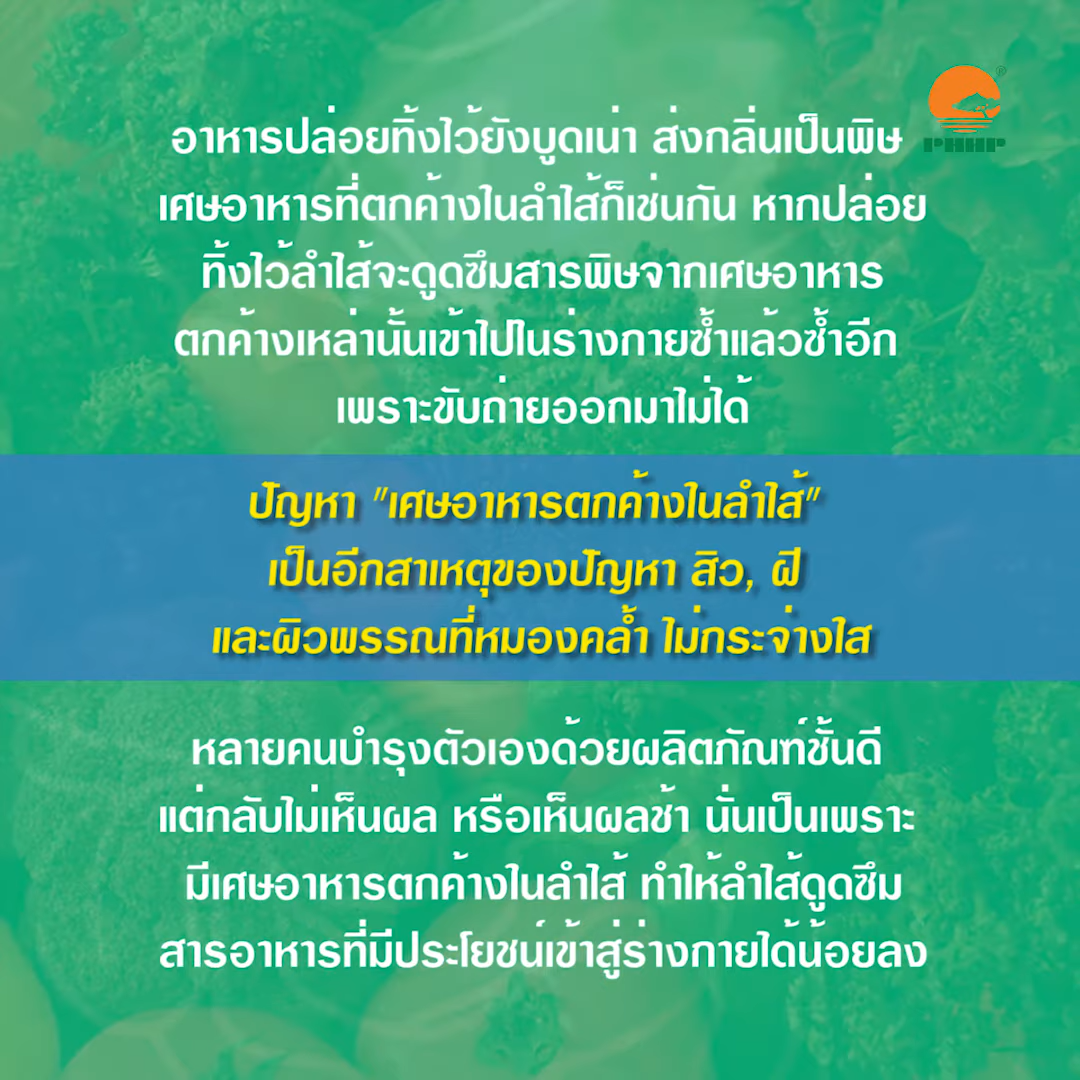 อาหารปล่อยทิ้งไว้ยังบูดเน่า ส่งกลิ่นเป็นพิษ
เศษอาหารที่ตกค้างในลำไส้ก็เช่นกัน หากปล่อย
ทิ้งไว้ลำไส้จะดูดซึมสารพิษจากเศษอาหาร
ตกค้างเหล่านั้นเข้าไปในร่างกายซ้ำแล้วซ้ำอีก
เพราะขับถ่ายออกมาไม่ได้
ปัญหา "เศษอาหารตกค้างในลำไส้"
เป็นอีกสาเหตุของปัญหา สิว, ฝี
และผิวพรรณที่หมองคล้ำ ไม่กระจ่างใส
หลายคนบำรุงตัวเองด้วยผลิตภัณฑ์ชั้นดี
แต่กลับไม่เห็นผล หรือเห็นผลช้า นั่นเป็นเพราะ
มีเศษอาหารตกค้างในลำไส้ ทำให้ลำไส้ดูดซึม
สารอาหารที่มีประโยชน์เข้าสู่ร่างกายได้น้อยลง
®
PHHP